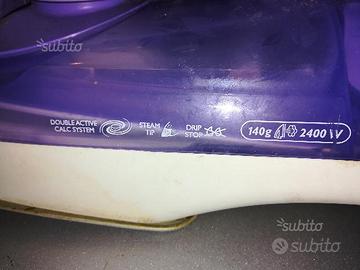 subito
DOUBLE ACTIVE
CALC SYSTEM
STEAM
TIP
DRIP
STOP
140g 2400 W
subito
subito